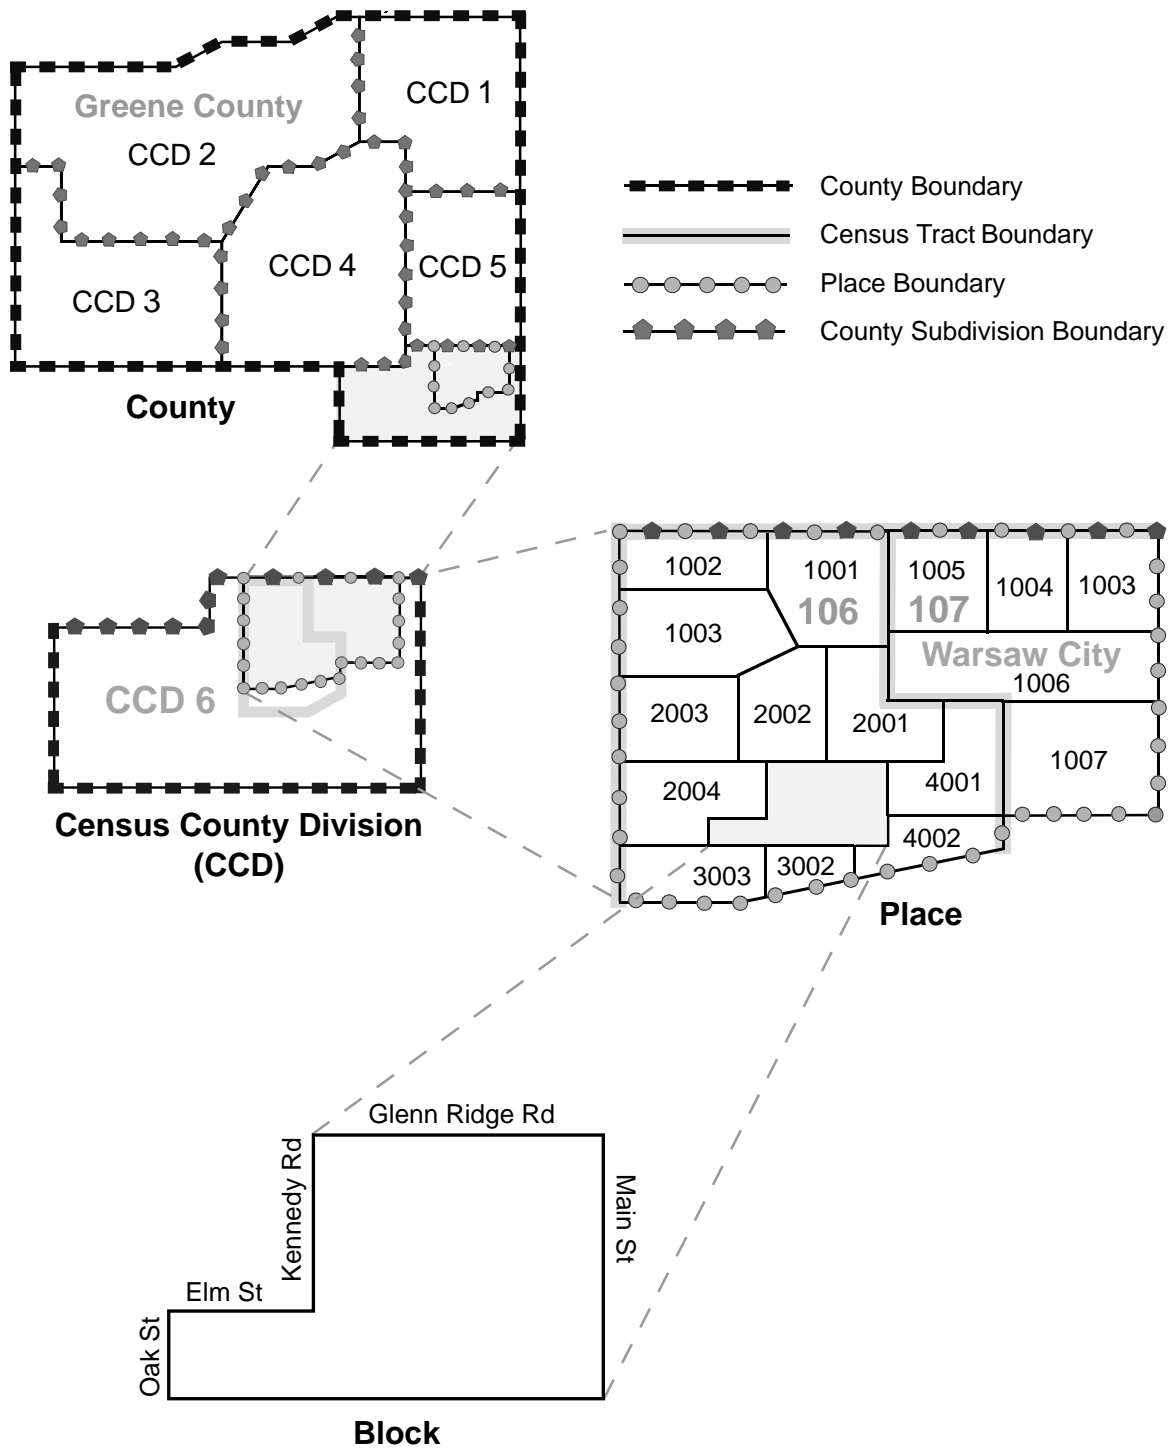 CCD 1
Greene County
CCD 2
CCD 4
CCD 5
CCD 3
County
County Boundary
Census Tract Boundary
Place Boundary
County Subdivision Boundary
CCD 6
Census County Division
(CCD)
1002
1001
1005
1004
1003
106
107
1003
Warsaw City
1006
2003
2002
2001
1007
2004
4001
4002
3003
3002
Place
Glenn Ridge Rd
Kennedy Rd
Main St
Elm St
Oak St
Block